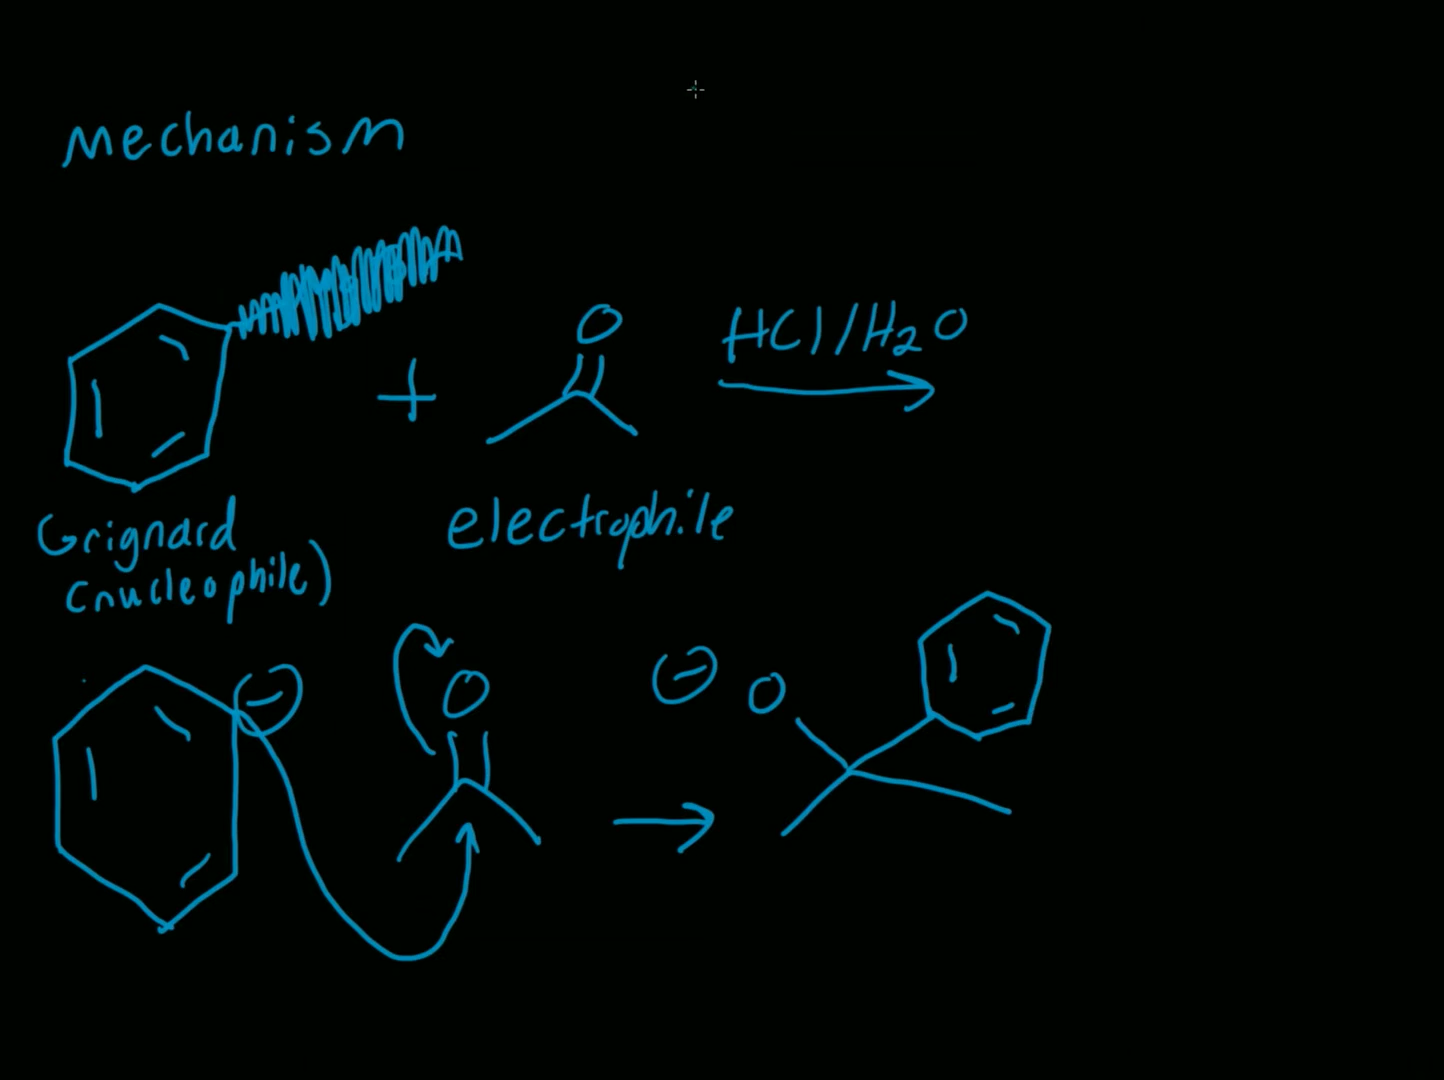 Mechanism
+ O HCl/H2O
Grignard electrophile
(nucleophile)
⊖ O ⊖ O